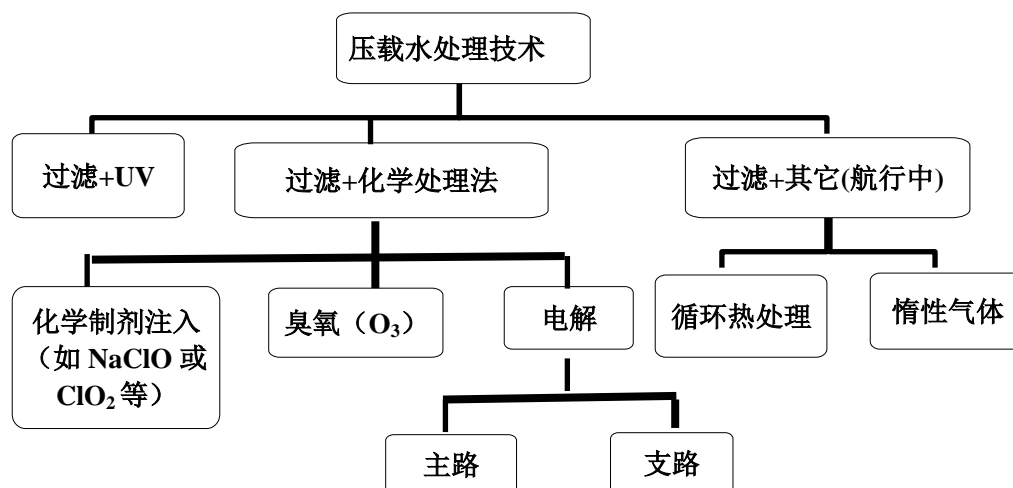 压载水处理技术
过滤+UV
过滤+化学处理法
过滤+其它(航行中)
化学制剂注入
（如 NaClO 或
ClO₂ 等）
臭氧（O₃）
电解
循环热处理
惰性气体
主路
支路